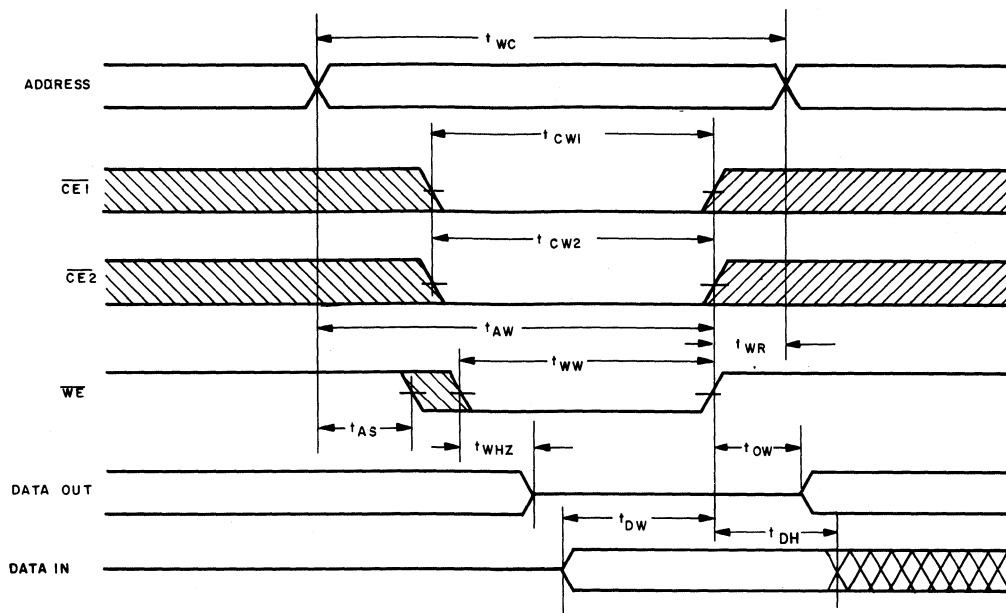 t WC
ADDRESS
t CW1
CE1
t CW2
CE2
t AW
t WR
t WW
WE
t AS
t WHZ
t OW
DATA OUT
t DW
t DH
DATA IN